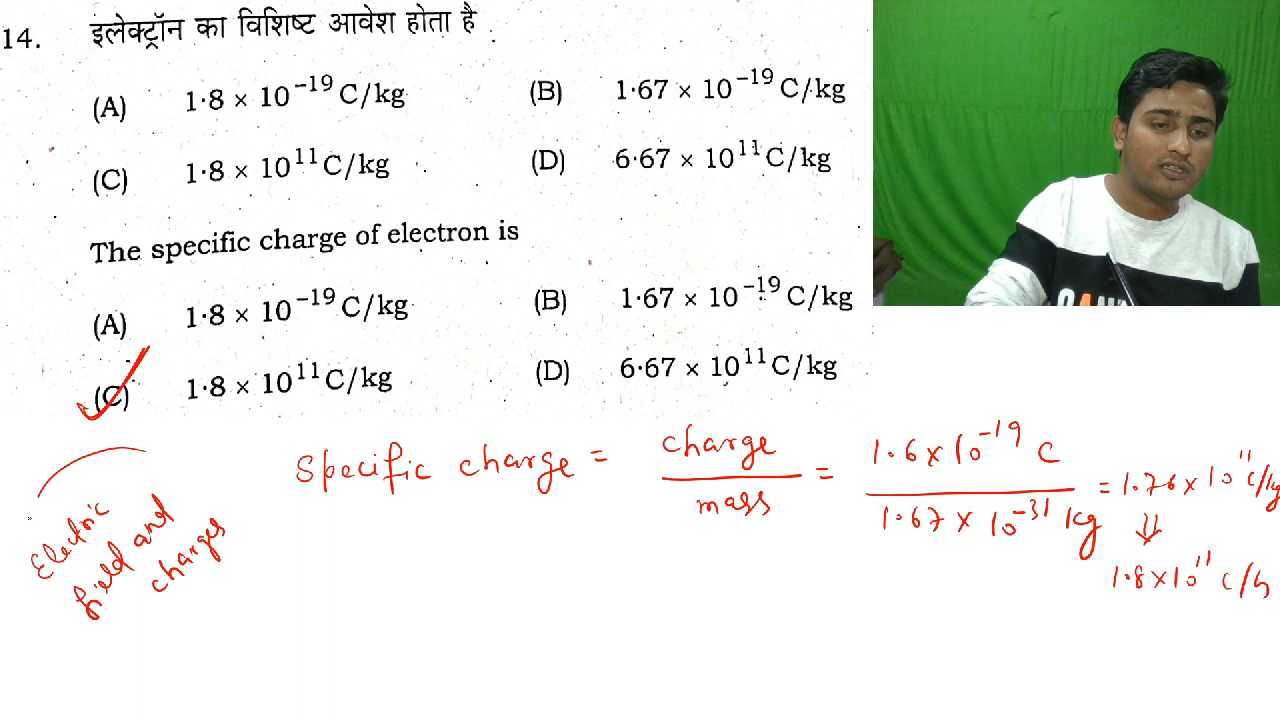 14. इलेक्ट्रॉन का विशिष्ट आवेश होता है
(A) 1·8 × 10⁻¹⁹ C/kg (B) 1·67 × 10⁻¹⁹ C/kg
(C) 1·8 × 10¹¹ C/kg (D) 6·67 × 10¹¹ C/kg
The specific charge of electron is
(A) 1·8 × 10⁻¹⁹ C/kg (B) 1·67 × 10⁻¹⁹ C/kg
(C) 1·8 × 10¹¹ C/kg (D) 6·67 × 10¹¹ C/kg
Specific charge = charge / mass = 1.6 × 10⁻¹⁹ C / 1.67 × 10⁻³¹ kg = 1.76 × 10¹¹ C/kg
⇓
1.8 × 10¹¹ C/
Electric
field and
charges